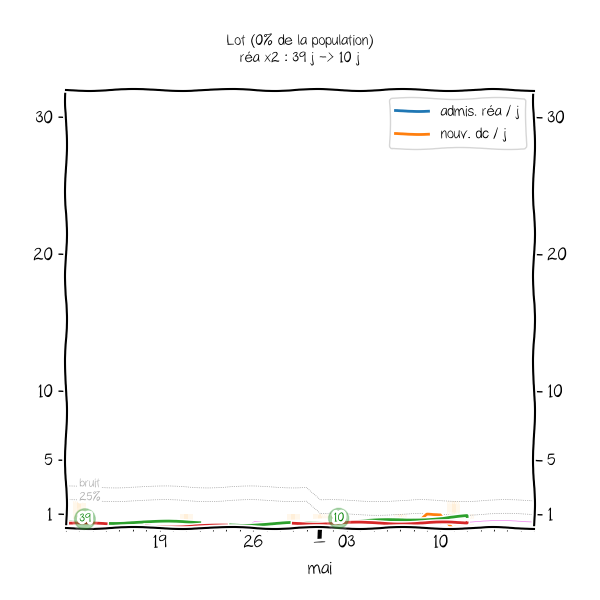 Lot (0% de la population)
réa x2 : 39 j -> 10 j
admis. réa / j
nouv. dc / j
30
30
20
20
10
10
5
5
bruit
25%
1
1
39
10
19
26
03
10
mai